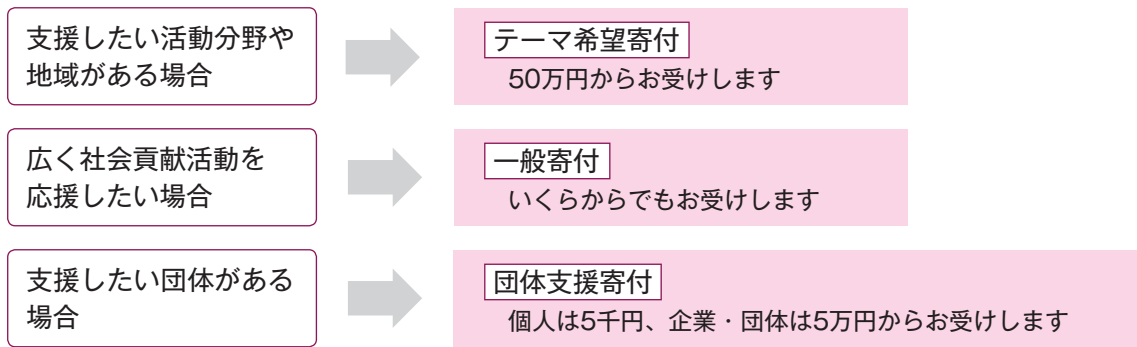 支援したい活動分野や
地域がある場合
テーマ希望寄付
50万円からお受けします
広く社会貢献活動を
応援したい場合
一般寄付
いくらからでもお受けします
支援したい団体がある
場合
団体支援寄付
個人は5千円、企業・団体は5万円からお受けします